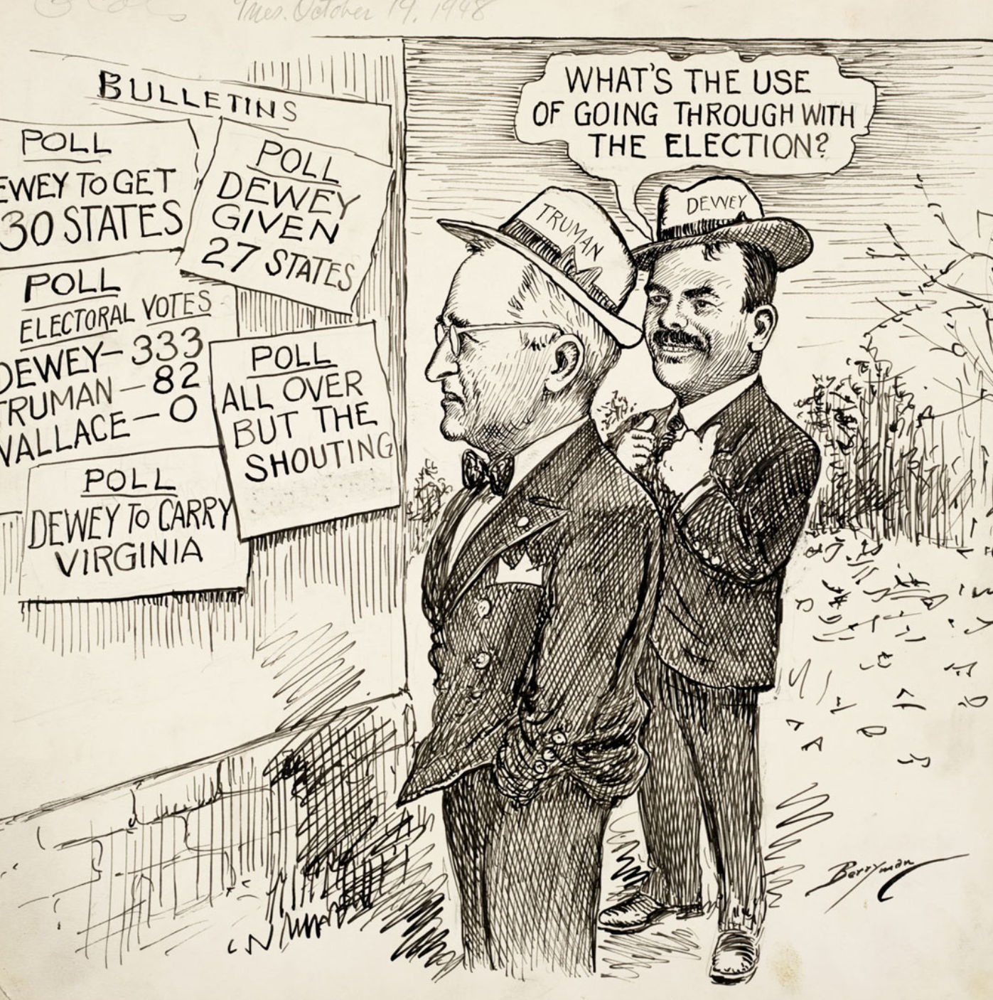 Tues. October 19, 1948
BULLETINS
POLL
EWEY TO GET
30 STATES
POLL
DEWEY
GIVEN
27 STATES
POLL
ELECTORAL VOTES
DEWEY–333
TRUMAN–82
WALLACE–0
POLL
ALL OVER
BUT THE
SHOUTING
POLL
DEWEY TO CARRY
VIRGINIA
WHAT'S THE USE
OF GOING THROUGH WITH
THE ELECTION?
TRUMAN
DEWEY
Berryman